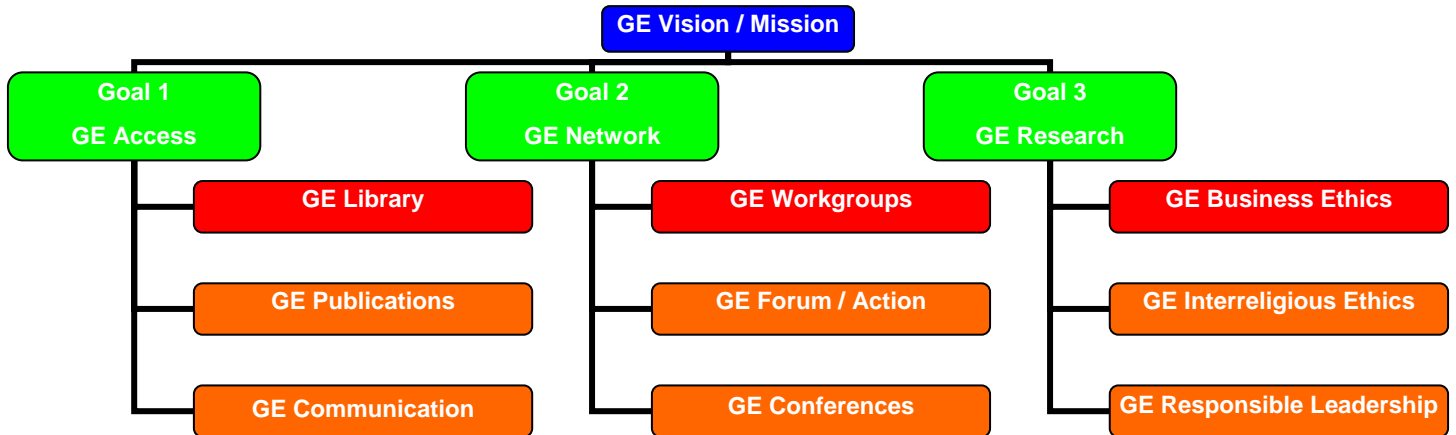 GE Vision / Mission
Goal 1
GE Access
Goal 2
GE Network
Goal 3
GE Research
GE Library
GE Workgroups
GE Business Ethics
GE Publications
GE Forum / Action
GE Interreligious Ethics
GE Communication
GE Conferences
GE Responsible Leadership